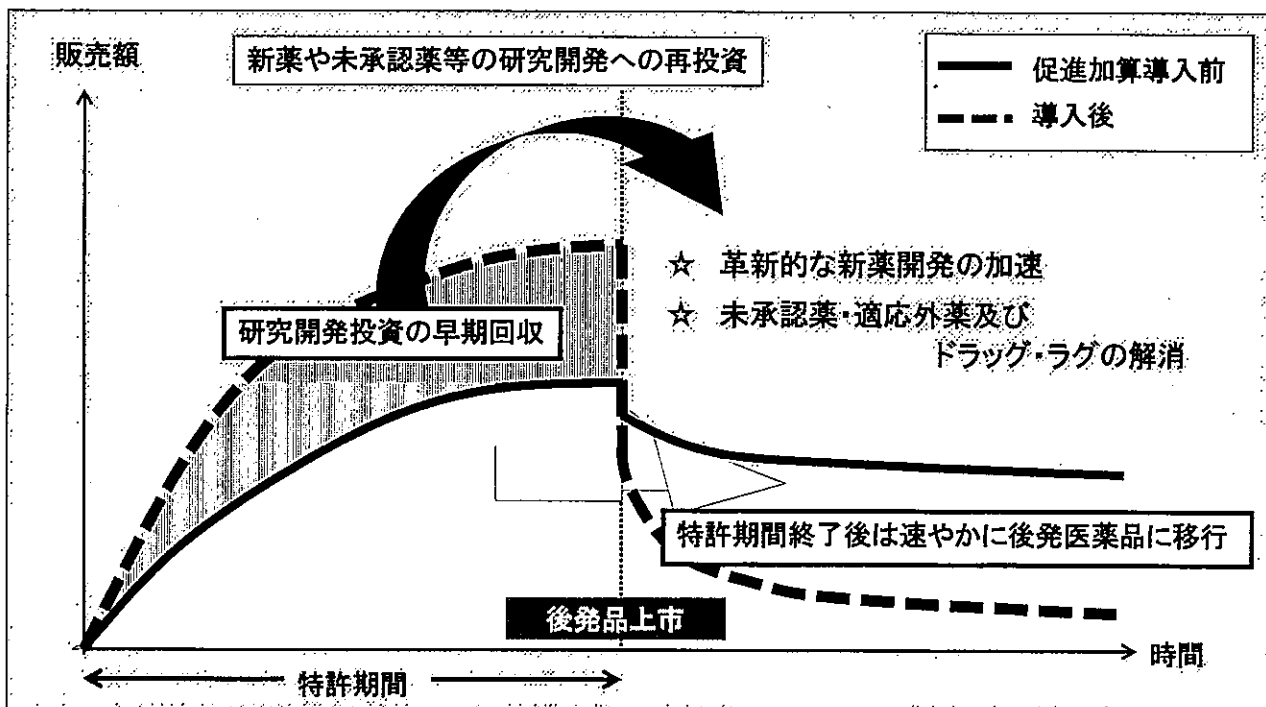 販売額
新薬や未承認薬等の研究開発への再投資
促進加算導入前
導入後
☆ 革新的な新薬開発の加速
☆ 未承認薬・適応外薬及び
ドラッグ・ラグの解消
研究開発投資の早期回収
特許期間終了後は速やかに後発医薬品に移行
後発品上市
時間
特許期間